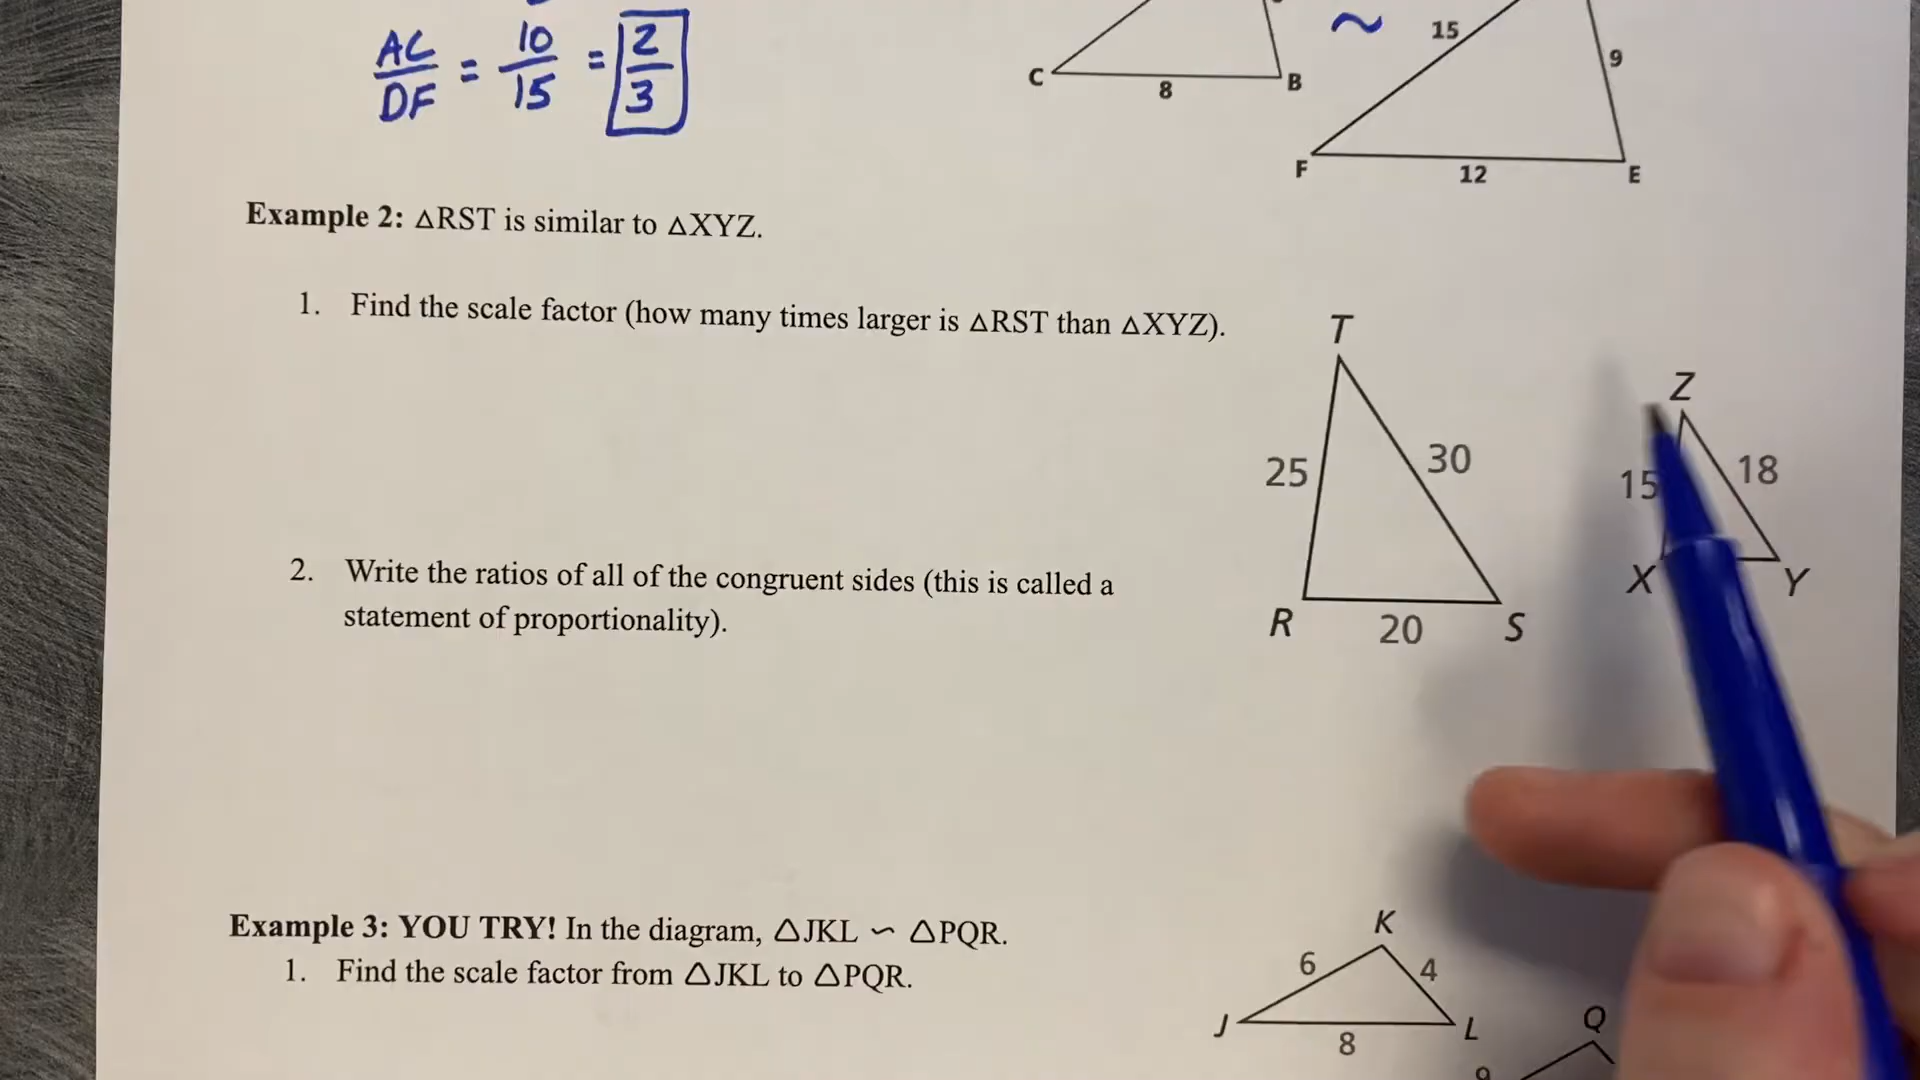 AC/DF = 10/15 = 2/3
C
8
B
~
15
9
F
12
E
Example 2: △RST is similar to △XYZ.
1. Find the scale factor (how many times larger is △RST than △XYZ).
T
25
30
R
20
S
Z
15
18
X
Y
2. Write the ratios of all of the congruent sides (this is called a
statement of proportionality).
Example 3: YOU TRY! In the diagram, △JKL ∽ △PQR.
1. Find the scale factor from △JKL to △PQR.
K
6
4
J
8
L
Q